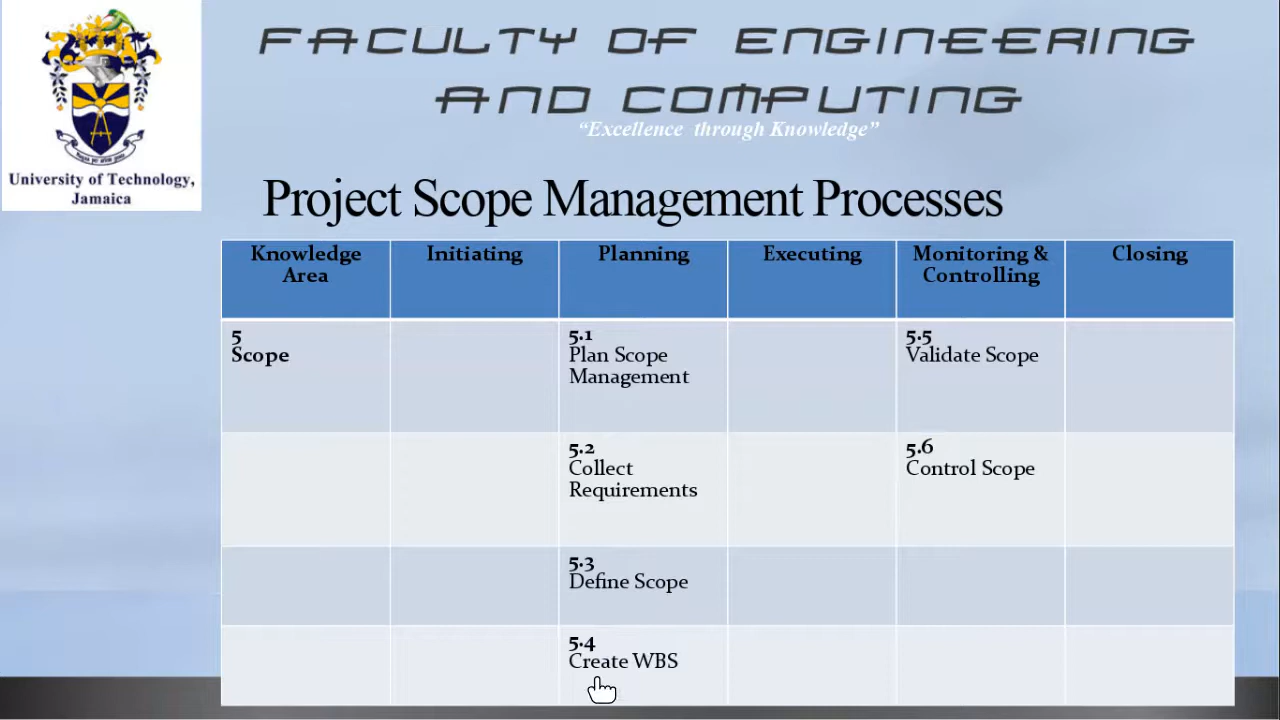 FACULTY OF ENGINEERING
AND COMPUTING
“Excellence through Knowledge”
University of Technology,
Jamaica
Project Scope Management Processes
Knowledge
Area
Initiating
Planning
Executing
Monitoring &
Controlling
Closing
5
Scope
5.1
Plan Scope
Management
5.5
Validate Scope
5.2
Collect
Requirements
5.6
Control Scope
5.3
Define Scope
5.4
Create WBS